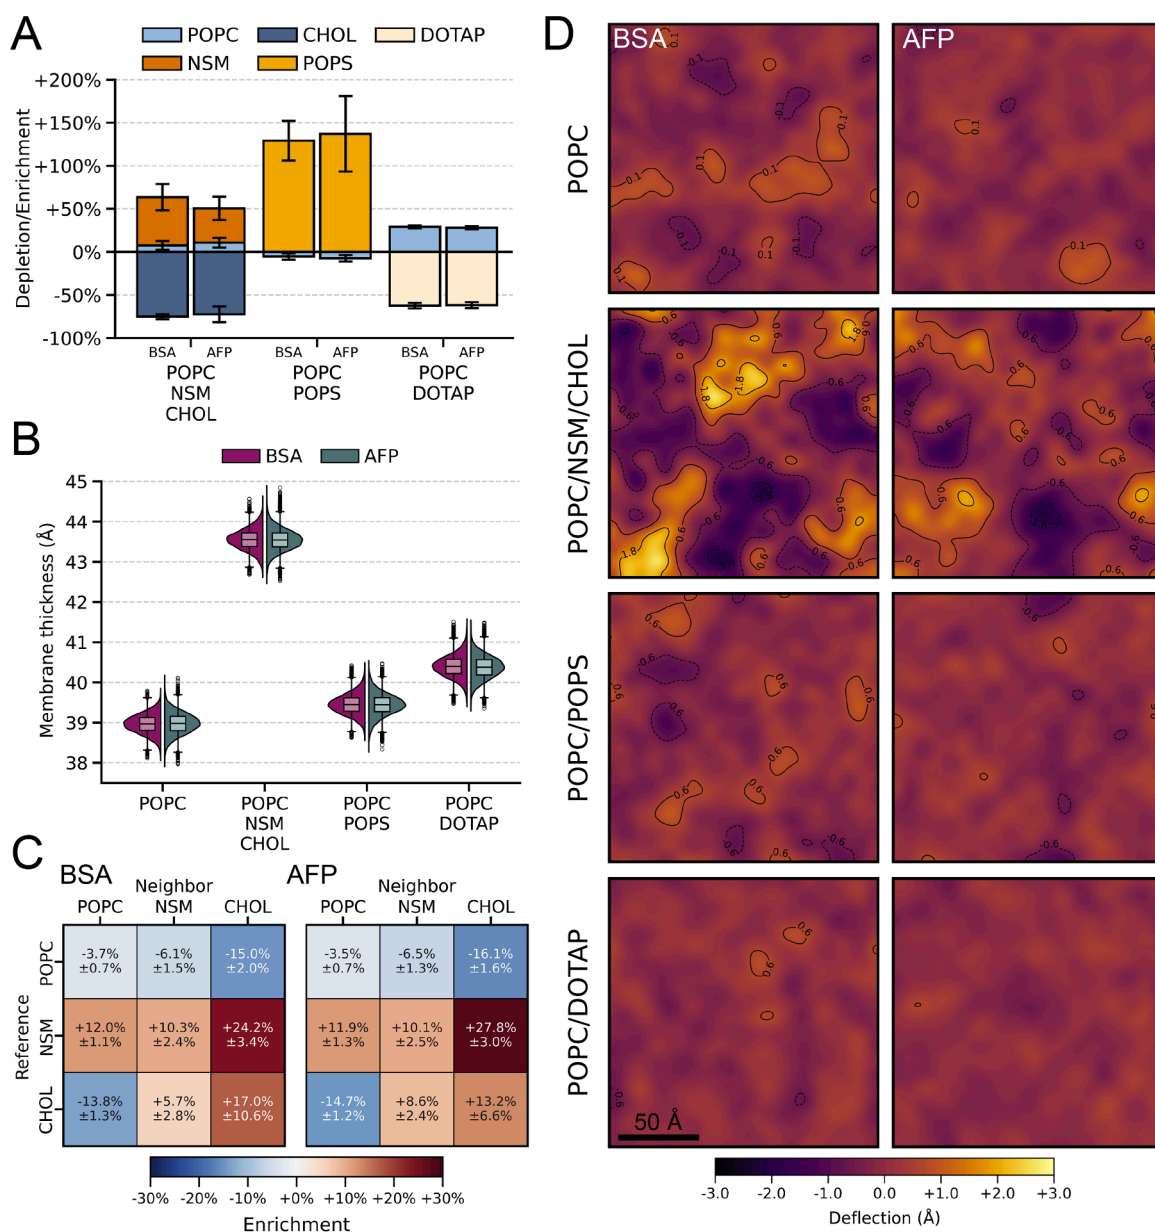 A
POPC
CHOL
DOTAP
NSM
POPS
Depletion/Enrichment
+200%
+150%
+100%
+50%
0%
-50%
-100%
BSA AFP BSA AFP BSA AFP
POPC POPC POPC
NSM POPS DOTAP
CHOL
B
BSA AFP
Membrane thickness (Å)
45
44
43
42
41
40
39
38
POPC POPC POPC POPC
NSM POPS DOTAP
CHOL
C
BSA
Neighbor
POPC NSM CHOL
Reference
POPC
NSM
CHOL
-3.7% -6.1% -15.0%
±0.7% ±1.5% ±2.0%
+12.0% +10.3% +24.2%
±1.1% ±2.4% ±3.4%
-13.8% +5.7% +17.0%
±1.3% ±2.8% ±10.6%
AFP
Neighbor
POPC NSM CHOL
-3.5% -6.5% -16.1%
±0.7% ±1.3% ±1.6%
+11.9% +10.1% +27.8%
±1.3% ±2.5% ±3.0%
-14.7% +8.6% +13.2%
±1.2% ±2.4% ±6.6%
-30% -20% -10% +0% +10% +20% +30%
Enrichment
D
BSA
AFP
POPC
POPC/NSM/CHOL
POPC/POPS
POPC/DOTAP
50 Å
-3.0 -2.0 -1.0 0.0 +1.0 +2.0 +3.0
Deflection (Å)